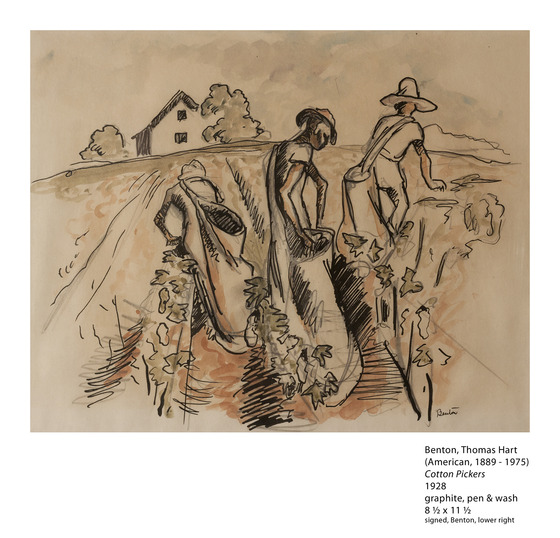 Benton
Benton, Thomas Hart
(American, 1889 - 1975)
Cotton Pickers
1928
graphite, pen & wash
8 ½ x 11 ½
signed, Benton, lower right